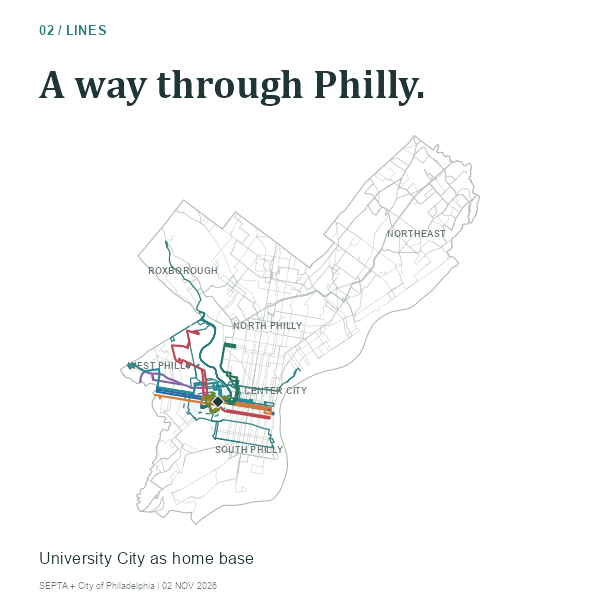 02 / LINES
A way through Philly.
NORTHEAST
ROXBOROUGH
NORTH PHILLY
WEST PHILLY
CENTER CITY
SOUTH PHILLY
University City as home base
SEPTA + City of Philadelphia | 02 NOV 2026